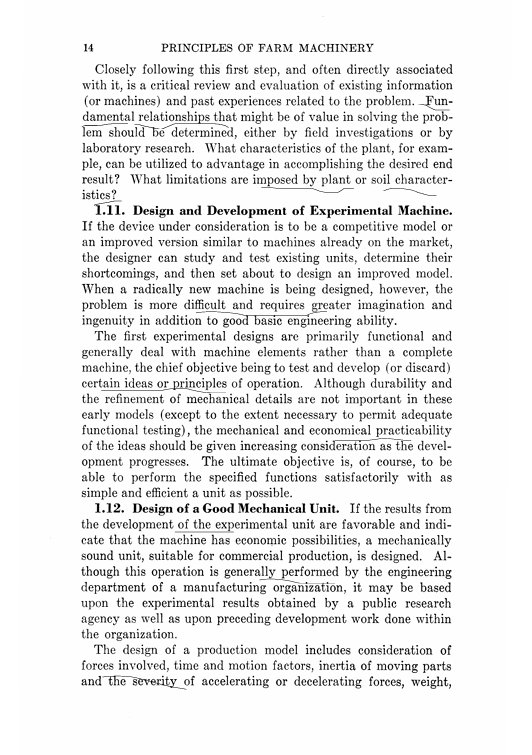 14 PRINCIPLES OF FARM MACHINERY
Closely following this first step, and often directly associated
with it, is a critical review and evaluation of existing information
(or machines) and past experiences related to the problem. Fun-
damental relationships that might be of value in solving the prob-
lem should be determined, either by field investigations or by
laboratory research. What characteristics of the plant, for exam-
ple, can be utilized to advantage in accomplishing the desired end
result? What limitations are imposed by plant or soil character-
istics?
1.11. Design and Development of Experimental Machine.
If the device under consideration is to be a competitive model or
an improved version similar to machines already on the market,
the designer can study and test existing units, determine their
shortcomings, and then set about to design an improved model.
When a radically new machine is being designed, however, the
problem is more difficult and requires greater imagination and
ingenuity in addition to good basic engineering ability.
The first experimental designs are primarily functional and
generally deal with machine elements rather than a complete
machine, the chief objective being to test and develop (or discard)
certain ideas or principles of operation. Although durability and
the refinement of mechanical details are not important in these
early models (except to the extent necessary to permit adequate
functional testing), the mechanical and economical practicability
of the ideas should be given increasing consideration as the devel-
opment progresses. The ultimate objective is, of course, to be
able to perform the specified functions satisfactorily with as
simple and efficient a unit as possible.
1.12. Design of a Good Mechanical Unit. If the results from
the development of the experimental unit are favorable and indi-
cate that the machine has economic possibilities, a mechanically
sound unit, suitable for commercial production, is designed. Al-
though this operation is generally performed by the engineering
department of a manufacturing organization, it may be based
upon the experimental results obtained by a public research
agency as well as upon preceding development work done within
the organization.
The design of a production model includes consideration of
forces involved, time and motion factors, inertia of moving parts
and the severity of accelerating or decelerating forces, weight,